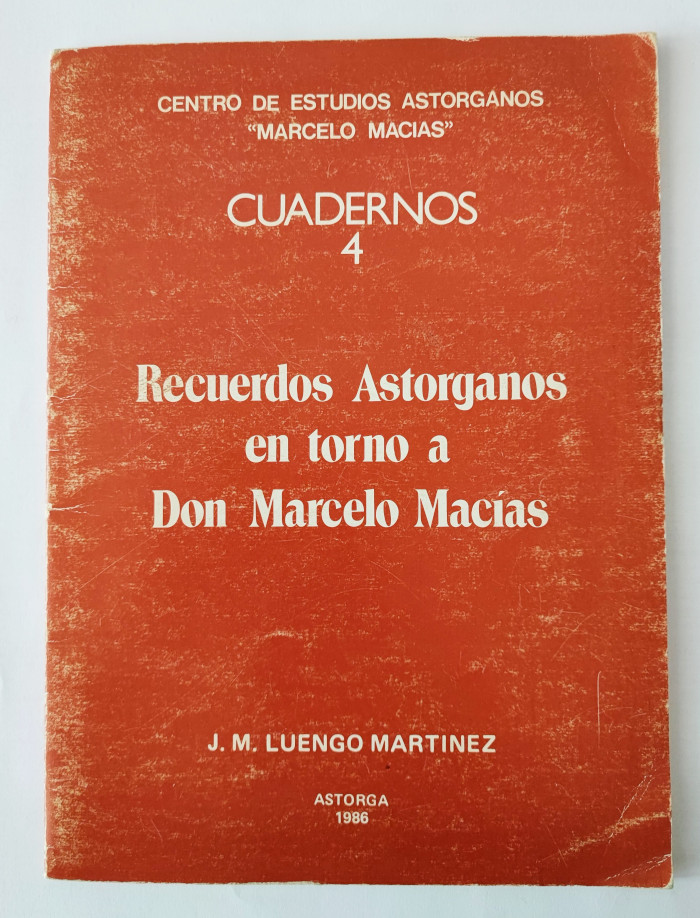 CENTRO DE ESTUDIOS ASTORGANOS
"MARCELO MACIAS"
CUADERNOS
4
Recuerdos Astorganos
en torno a
Don Marcelo Macías
J. M. LUENGO MARTINEZ
ASTORGA
1986